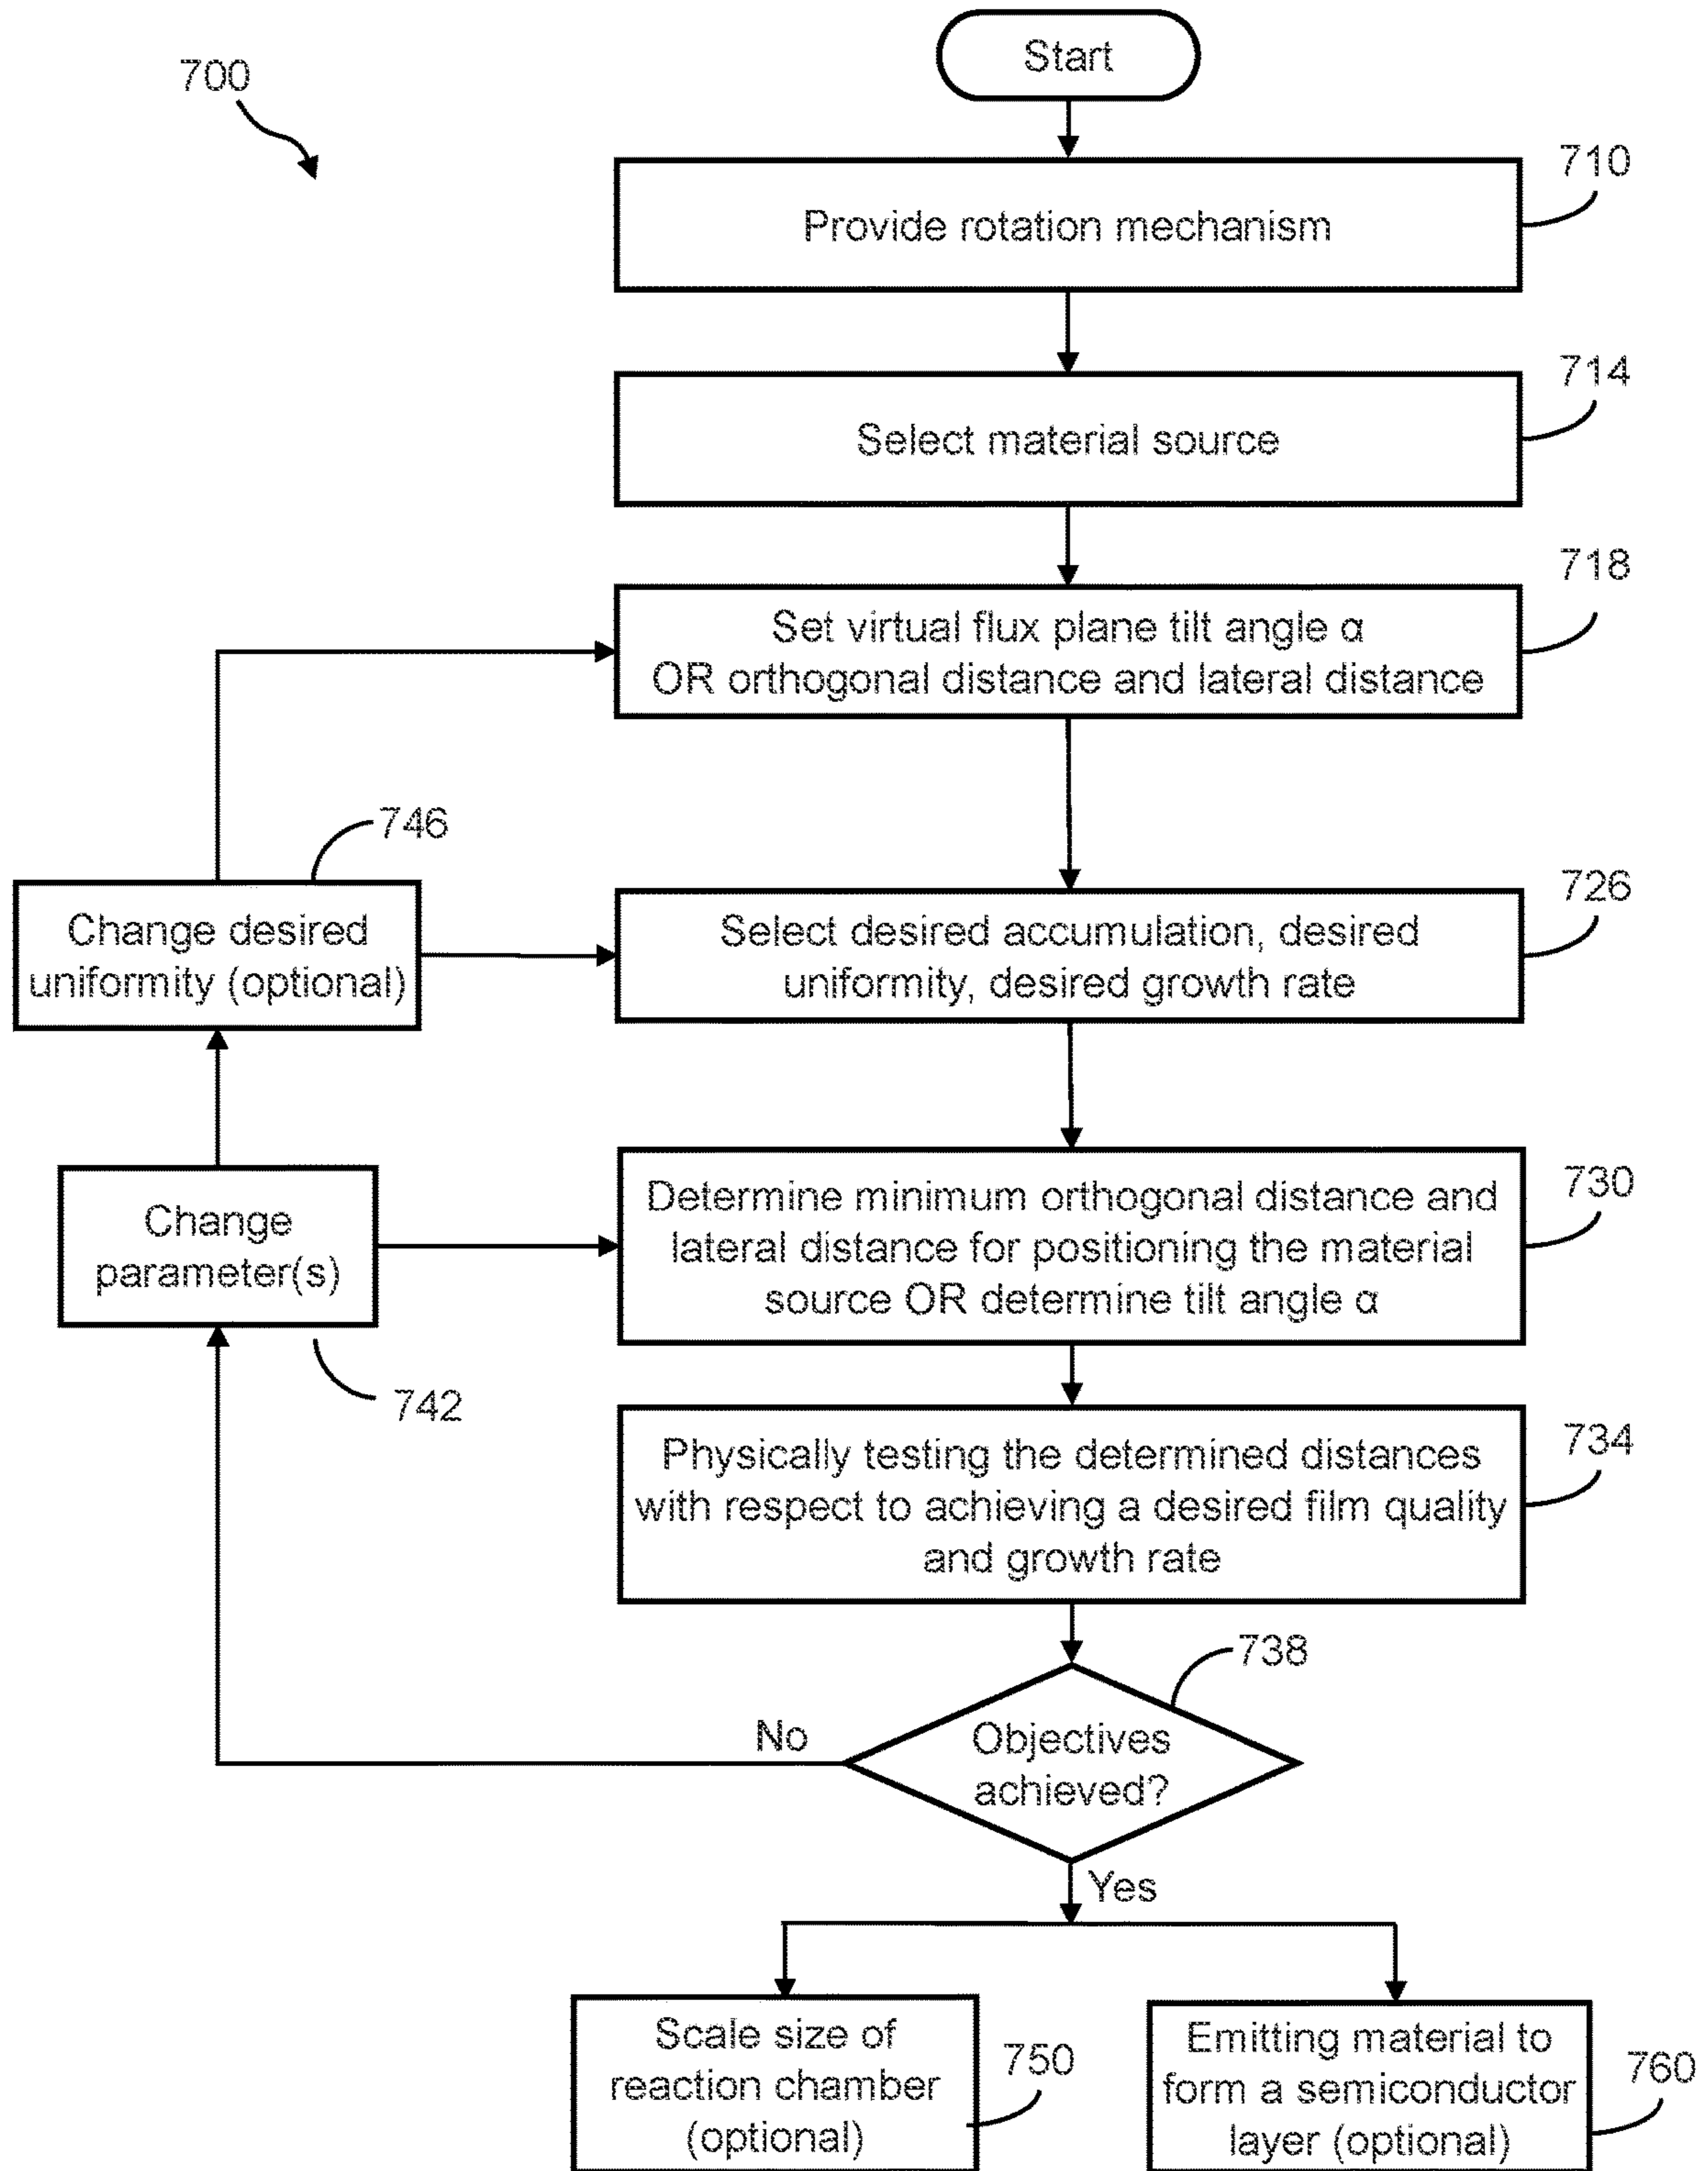 Start
700
710
Provide rotation mechanism
714
Select material source
718
Set virtual flux plane tilt angle α
OR orthogonal distance and lateral distance
746
Change desired
uniformity (optional)
726
Select desired accumulation, desired
uniformity, desired growth rate
Change
parameter(s)
742
730
Determine minimum orthogonal distance and
lateral distance for positioning the material
source OR determine tilt angle α
734
Physically testing the determined distances
with respect to achieving a desired film quality
and growth rate
738
No
Objectives
achieved?
Yes
Scale size of
reaction chamber
(optional)
750
Emitting material to
form a semiconductor
layer (optional)
760